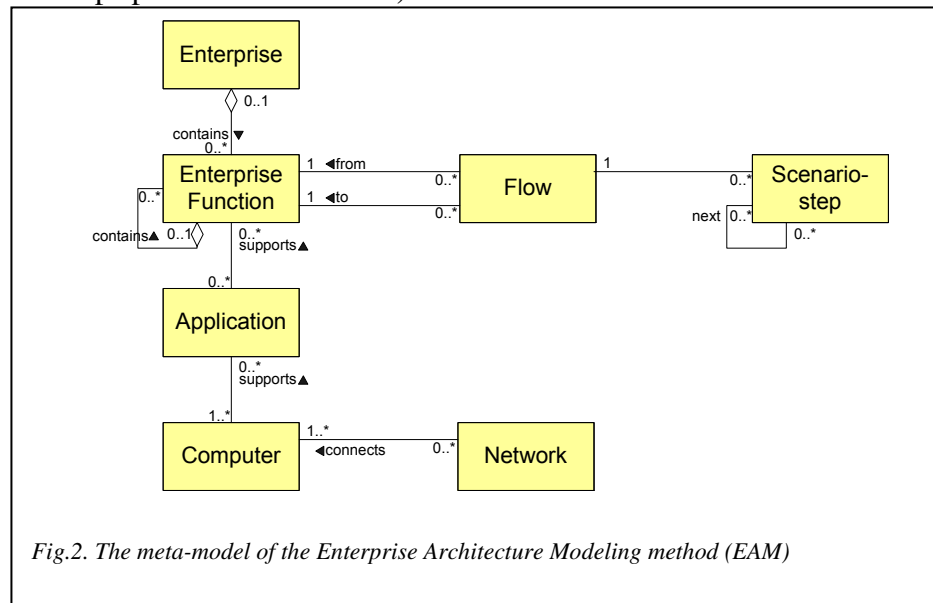 Enterprise
0..1
contains▼
0..*
Enterprise
Function
1 ◄from
0..*
1 ◄to
0..*
Flow
1
0..*
Scenario-
step
next
0..*
0..*
0..*
contains▲
0..1
0..*
supports▲
0..*
Application
0..*
supports▲
1..*
Computer
1..*
◄connects
0..*
Network
Fig.2. The meta-model of the Enterprise Architecture Modeling method (EAM)